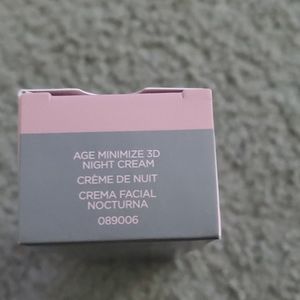 AGE MINIMIZE 3D
NIGHT CREAM
CRÈME DE NUIT
CREMA FACIAL
NOCTURNA
089006